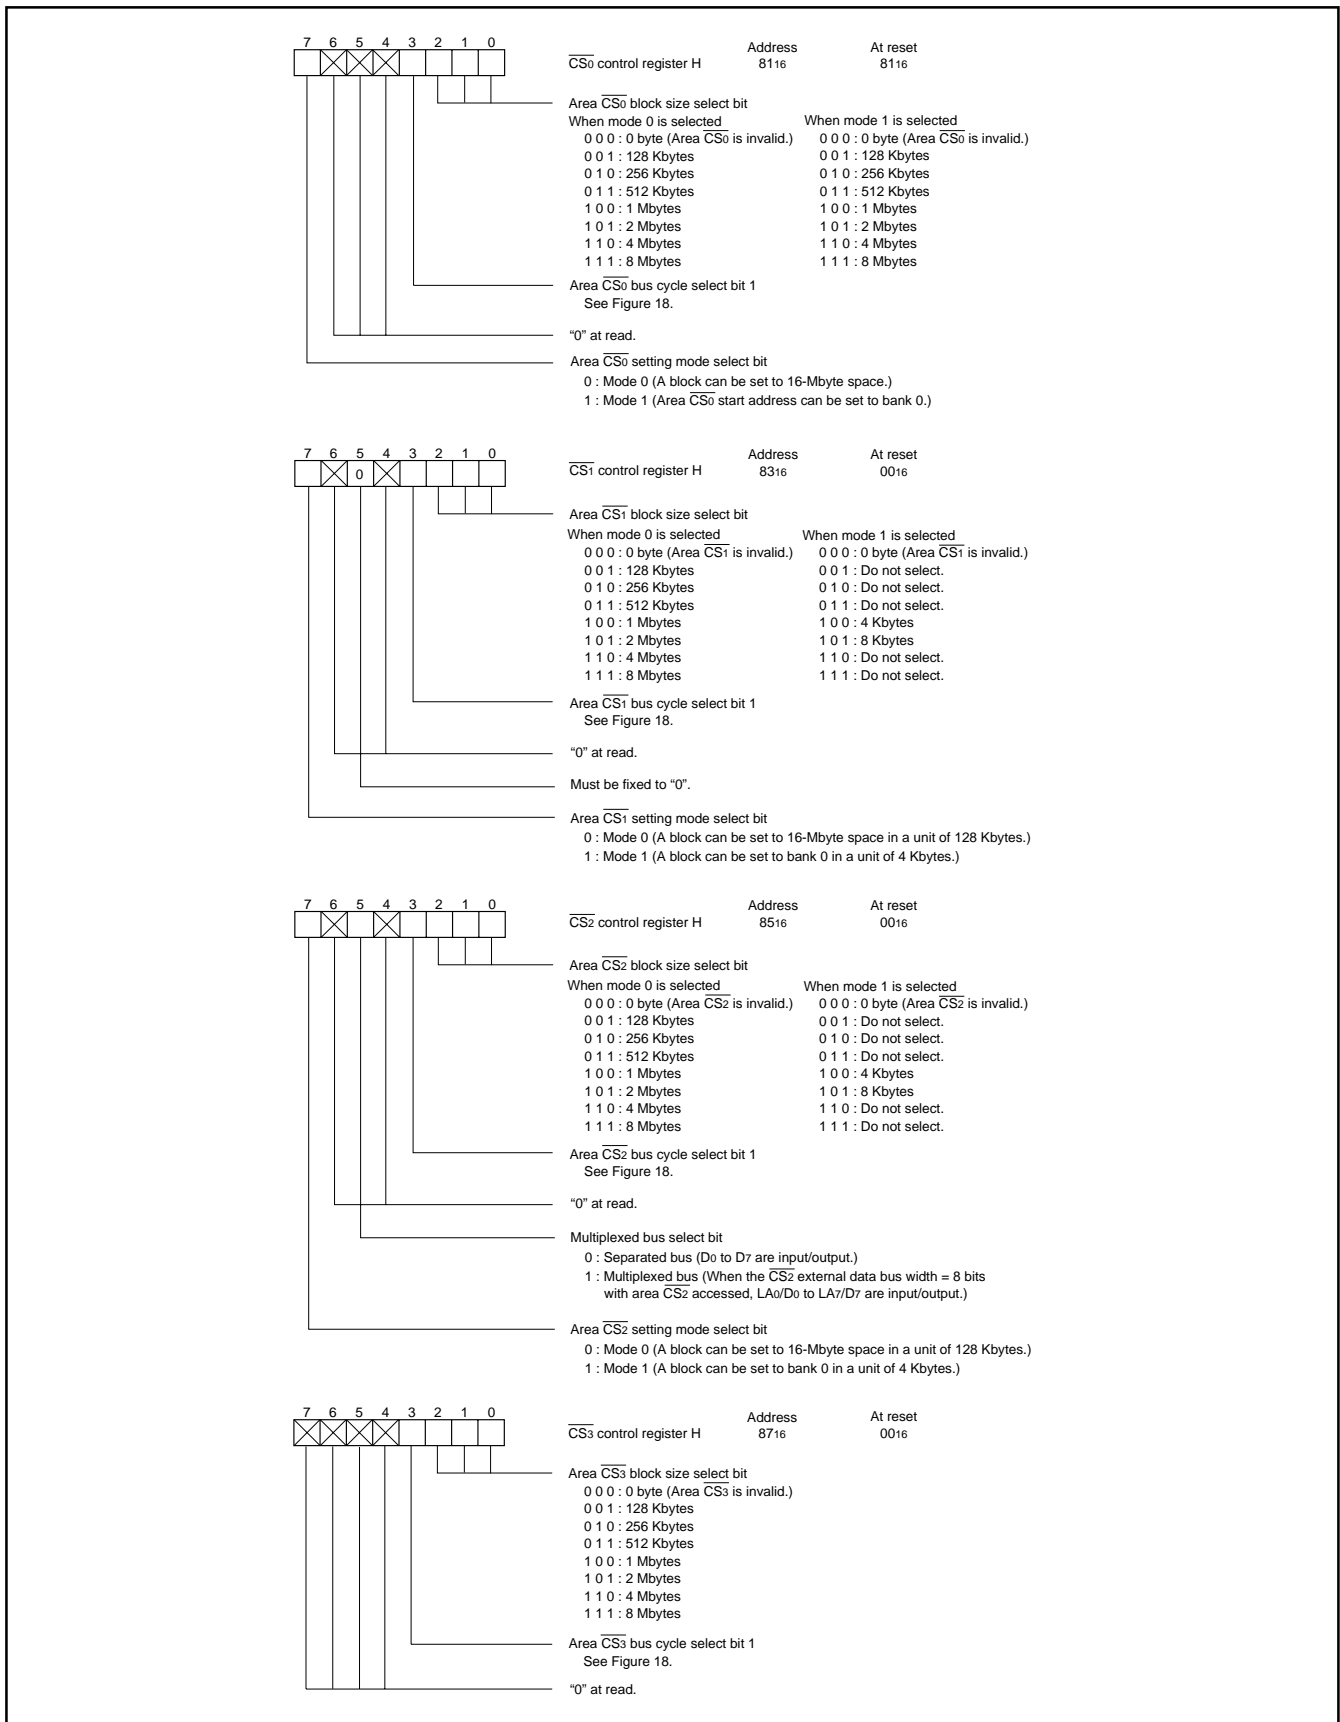 7 6 5 4 3 2 1 0
Address At reset
CS0 control register H 8116 8116
Area CS0 block size select bit
When mode 0 is selected When mode 1 is selected
0 0 0 : 0 byte (Area CS0 is invalid.) 0 0 0 : 0 byte (Area CS0 is invalid.)
0 0 1 : 128 Kbytes 0 0 1 : 128 Kbytes
0 1 0 : 256 Kbytes 0 1 0 : 256 Kbytes
0 1 1 : 512 Kbytes 0 1 1 : 512 Kbytes
1 0 0 : 1 Mbytes 1 0 0 : 1 Mbytes
1 0 1 : 2 Mbytes 1 0 1 : 2 Mbytes
1 1 0 : 4 Mbytes 1 1 0 : 4 Mbytes
1 1 1 : 8 Mbytes 1 1 1 : 8 Mbytes
Area CS0 bus cycle select bit 1
See Figure 18.
“0” at read.
Area CS0 setting mode select bit
0 : Mode 0 (A block can be set to 16-Mbyte space.)
1 : Mode 1 (Area CS0 start address can be set to bank 0.)
7 6 5 4 3 2 1 0
Address At reset
0
CS1 control register H 8316 0016
Area CS1 block size select bit
When mode 0 is selected When mode 1 is selected
0 0 0 : 0 byte (Area CS1 is invalid.) 0 0 0 : 0 byte (Area CS1 is invalid.)
0 0 1 : 128 Kbytes 0 0 1 : Do not select.
0 1 0 : 256 Kbytes 0 1 0 : Do not select.
0 1 1 : 512 Kbytes 0 1 1 : Do not select.
1 0 0 : 1 Mbytes 1 0 0 : 4 Kbytes
1 0 1 : 2 Mbytes 1 0 1 : 8 Kbytes
1 1 0 : 4 Mbytes 1 1 0 : Do not select.
1 1 1 : 8 Mbytes 1 1 1 : Do not select.
Area CS1 bus cycle select bit 1
See Figure 18.
“0” at read.
Must be fixed to “0”.
Area CS1 setting mode select bit
0 : Mode 0 (A block can be set to 16-Mbyte space in a unit of 128 Kbytes.)
1 : Mode 1 (A block can be set to bank 0 in a unit of 4 Kbytes.)
7 6 5 4 3 2 1 0
Address At reset
CS2 control register H 8516 0016
Area CS2 block size select bit
When mode 0 is selected When mode 1 is selected
0 0 0 : 0 byte (Area CS2 is invalid.) 0 0 0 : 0 byte (Area CS2 is invalid.)
0 0 1 : 128 Kbytes 0 0 1 : Do not select.
0 1 0 : 256 Kbytes 0 1 0 : Do not select.
0 1 1 : 512 Kbytes 0 1 1 : Do not select.
1 0 0 : 1 Mbytes 1 0 0 : 4 Kbytes
1 0 1 : 2 Mbytes 1 0 1 : 8 Kbytes
1 1 0 : 4 Mbytes 1 1 0 : Do not select.
1 1 1 : 8 Mbytes 1 1 1 : Do not select.
Area CS2 bus cycle select bit 1
See Figure 18.
“0” at read.
Multiplexed bus select bit
0 : Separated bus (D0 to D7 are input/output.)
1 : Multiplexed bus (When the CS2 external data bus width = 8 bits
with area CS2 accessed, LA0/D0 to LA7/D7 are input/output.)
Area CS2 setting mode select bit
0 : Mode 0 (A block can be set to 16-Mbyte space in a unit of 128 Kbytes.)
1 : Mode 1 (A block can be set to bank 0 in a unit of 4 Kbytes.)
7 6 5 4 3 2 1 0
Address At reset
CS3 control register H 8716 0016
Area CS3 block size select bit
0 0 0 : 0 byte (Area CS3 is invalid.)
0 0 1 : 128 Kbytes
0 1 0 : 256 Kbytes
0 1 1 : 512 Kbytes
1 0 0 : 1 Mbytes
1 0 1 : 2 Mbytes
1 1 0 : 4 Mbytes
1 1 1 : 8 Mbytes
Area CS3 bus cycle select bit 1
See Figure 18.
“0” at read.